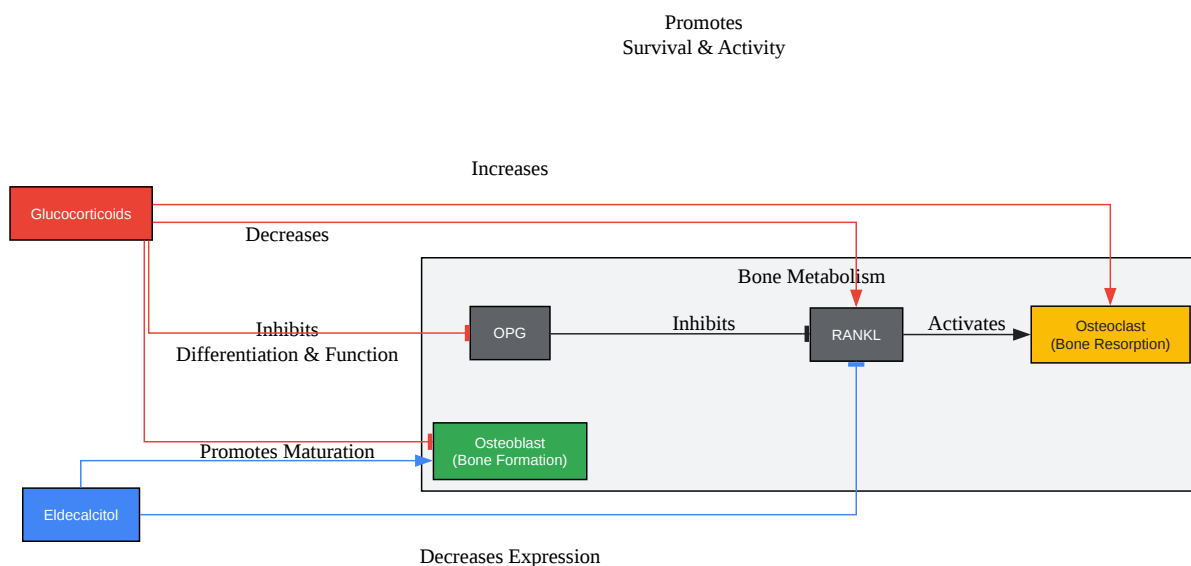 Promotes
Survival & Activity
Increases
Glucocorticoids
Decreases
Bone Metabolism
Inhibits
Differentiation & Function
OPG
Inhibits
RANKL
Activates
Osteoclast
(Bone Resorption)
Promotes Maturation
Osteoblast
(Bone Formation)
Eldecalcitol
Decreases Expression